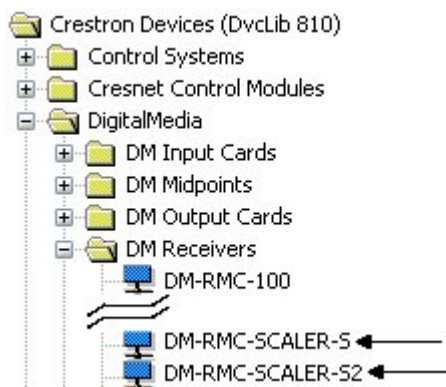 Crestron Devices (DvcLib 810)
Control Systems
Cresnet Control Modules
DigitalMedia
DM Input Cards
DM Midpoints
DM Output Cards
DM Receivers
DM-RMC-100
DM-RMC-SCALER-S
DM-RMC-SCALER-S2